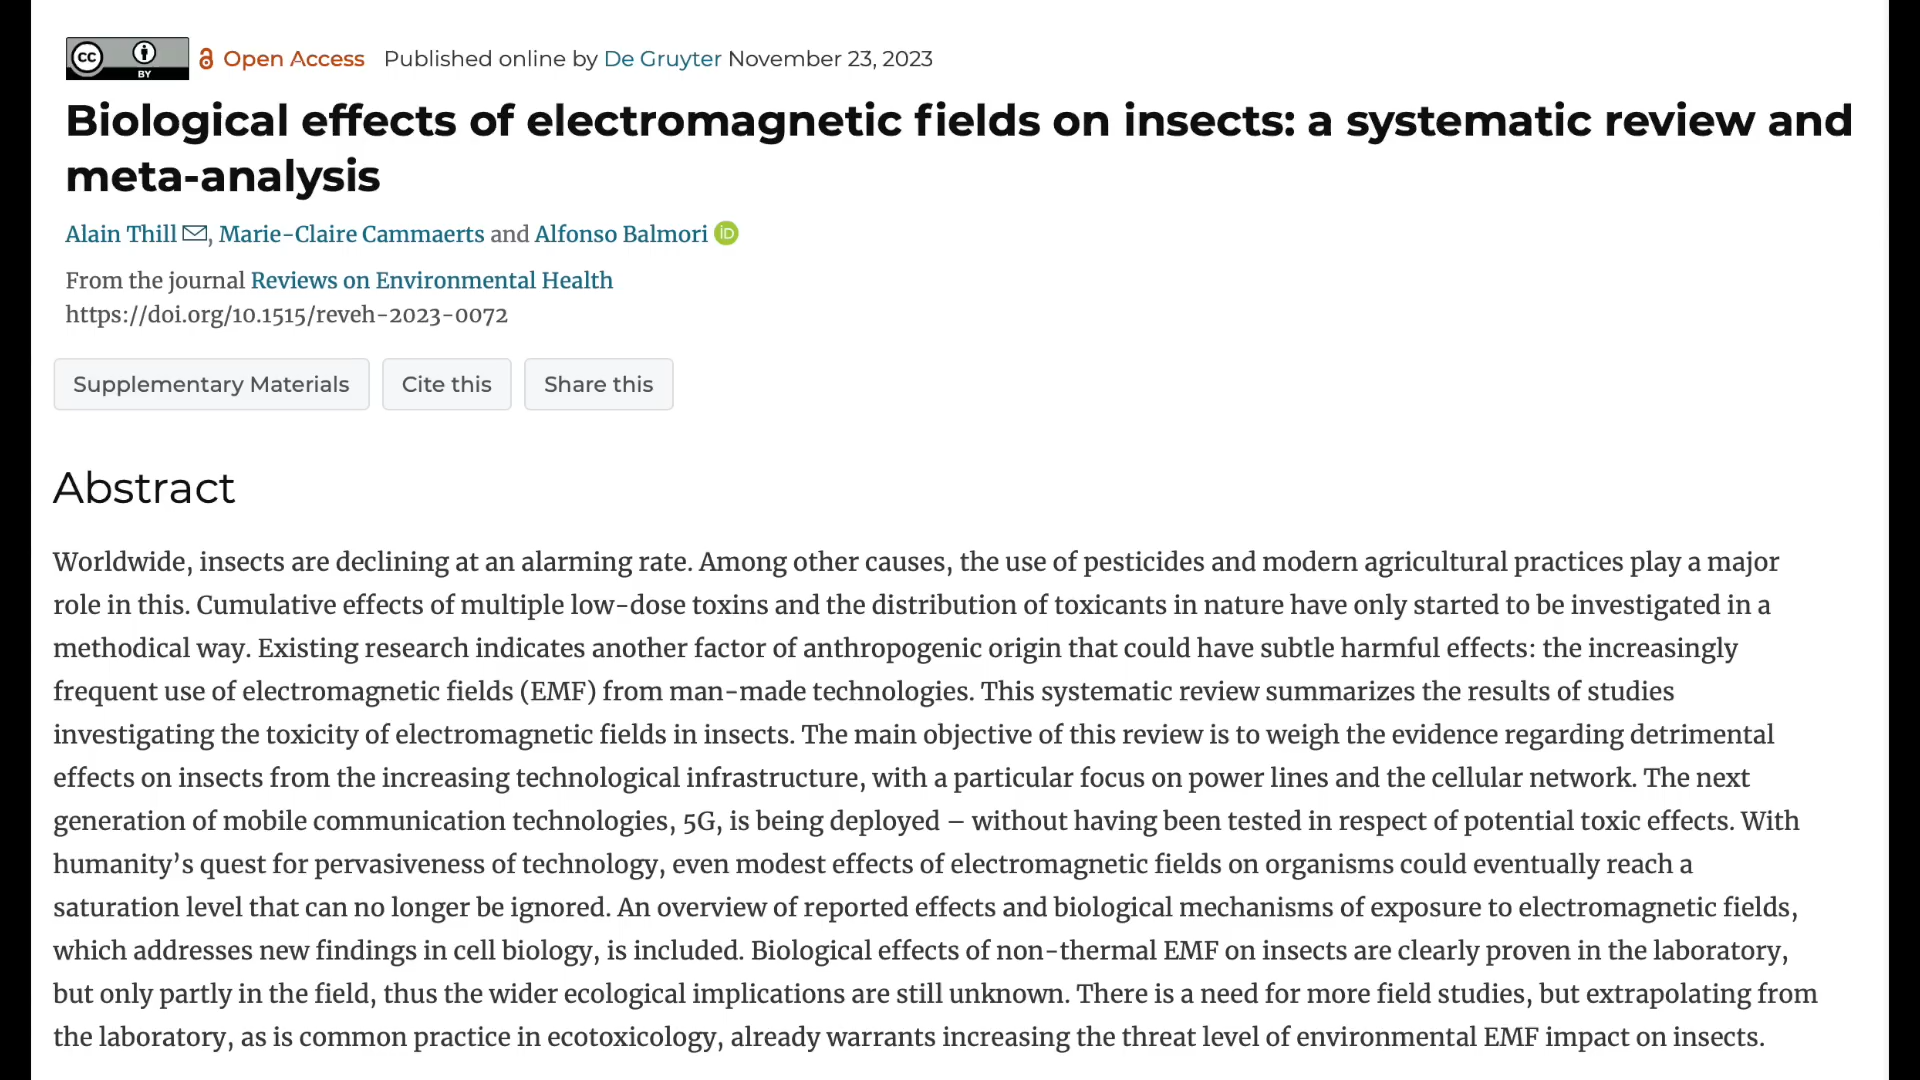 cc BY Open Access Published online by De Gruyter November 23, 2023
Biological effects of electromagnetic fields on insects: a systematic review and
meta-analysis
Alain Thill, Marie-Claire Cammaerts and Alfonso Balmori iD
From the journal Reviews on Environmental Health
https://doi.org/10.1515/reveh-2023-0072
Supplementary Materials Cite this Share this
Abstract
Worldwide, insects are declining at an alarming rate. Among other causes, the use of pesticides and modern agricultural practices play a major
role in this. Cumulative effects of multiple low-dose toxins and the distribution of toxicants in nature have only started to be investigated in a
methodical way. Existing research indicates another factor of anthropogenic origin that could have subtle harmful effects: the increasingly
frequent use of electromagnetic fields (EMF) from man-made technologies. This systematic review summarizes the results of studies
investigating the toxicity of electromagnetic fields in insects. The main objective of this review is to weigh the evidence regarding detrimental
effects on insects from the increasing technological infrastructure, with a particular focus on power lines and the cellular network. The next
generation of mobile communication technologies, 5G, is being deployed – without having been tested in respect of potential toxic effects. With
humanity’s quest for pervasiveness of technology, even modest effects of electromagnetic fields on organisms could eventually reach a
saturation level that can no longer be ignored. An overview of reported effects and biological mechanisms of exposure to electromagnetic fields,
which addresses new findings in cell biology, is included. Biological effects of non-thermal EMF on insects are clearly proven in the laboratory,
but only partly in the field, thus the wider ecological implications are still unknown. There is a need for more field studies, but extrapolating from
the laboratory, as is common practice in ecotoxicology, already warrants increasing the threat level of environmental EMF impact on insects.